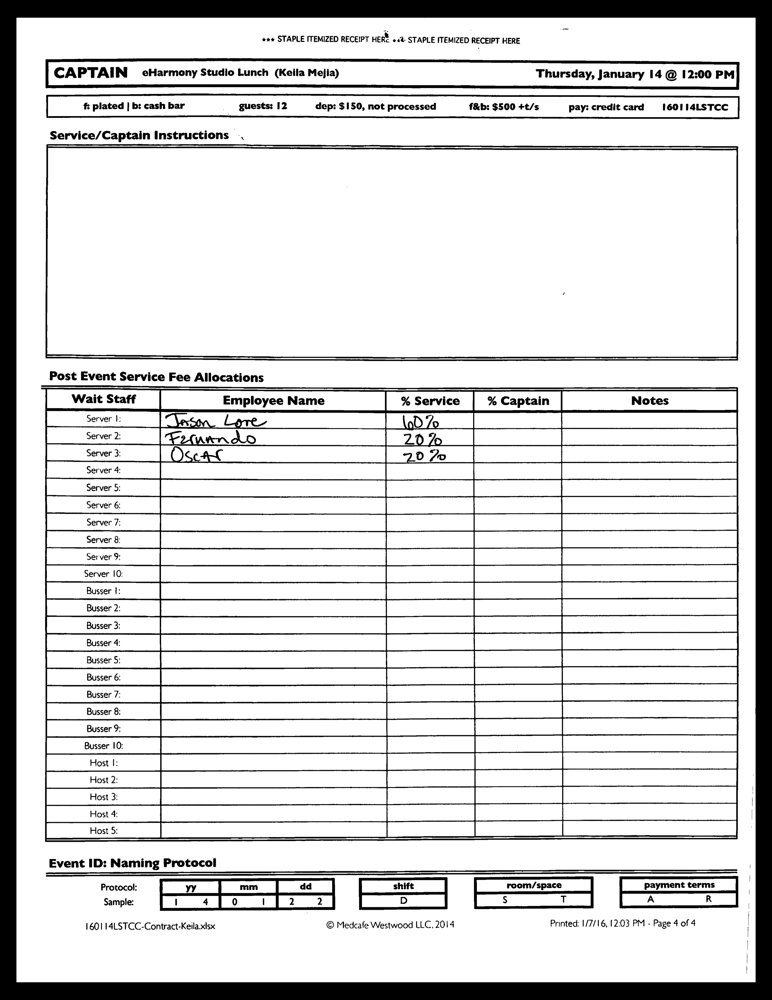 *** STAPLE ITEMIZED RECEIPT HERE *** STAPLE ITEMIZED RECEIPT HERE
CAPTAIN eHarmony Studio Lunch (Keila Mejia) Thursday, January 14 @ 12:00 PM
f: plated | b: cash bar guests: 12 dep: $150, not processed f&b: $500 +t/s pay: credit card 160114LSTCC
Service/Captain Instructions
Post Event Service Fee Allocations
Wait Staff Employee Name % Service % Captain Notes
Server 1: Jason Lore 60%
Server 2: Fernando 20%
Server 3: Oscar 20%
Server 4:
Server 5:
Server 6:
Server 7:
Server 8:
Server 9:
Server 10:
Busser 1:
Busser 2:
Busser 3:
Busser 4:
Busser 5:
Busser 6:
Busser 7:
Busser 8:
Busser 9:
Busser 10:
Host 1:
Host 2:
Host 3:
Host 4:
Host 5:
Event ID: Naming Protocol
Protocol: yy mm dd shift room/space payment terms
Sample: 1 4 0 1 2 2 D S T A R
160114LSTCC-Contract-Keila.xlsx © Medcafe Westwood LLC, 2014 Printed: 1/7/16, 12:03 PM - Page 4 of 4